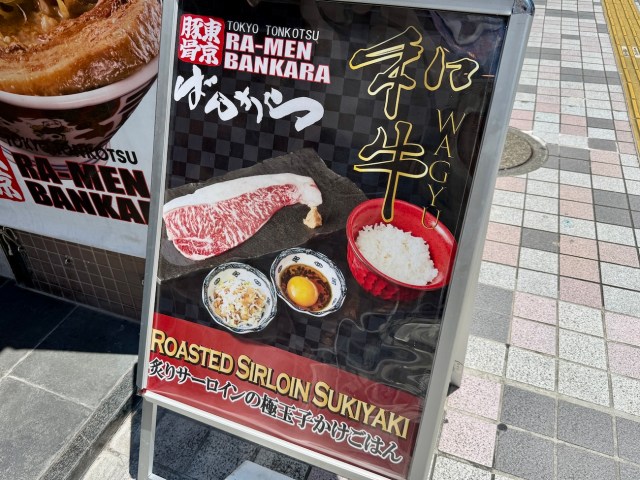 東京
豚骨
TOKYO TONKOTSU
RA-MEN
BANKARA
ばんから
和牛
WAGYU
ROASTED SIRLOIN SUKIYAKI
炙りサーロインの極玉子かけごはん
TOKYO TONKOTSU
RA-MEN
BANKARA